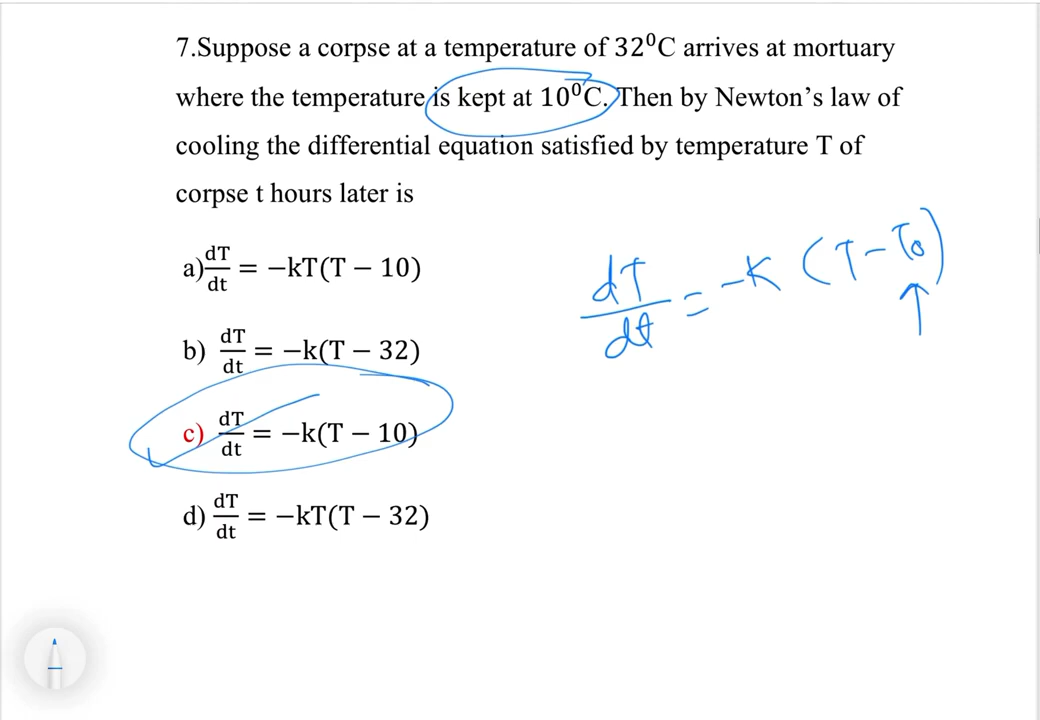 7.Suppose a corpse at a temperature of 32⁰C arrives at mortuary
where the temperature is kept at 10⁰C. Then by Newton's law of
cooling the differential equation satisfied by temperature T of
corpse t hours later is
a) dT/dt = −kT(T − 10)
b) dT/dt = −k(T − 32)
c) dT/dt = −k(T − 10)
d) dT/dt = −kT(T − 32)
dT/dt = -K (T - T₀)